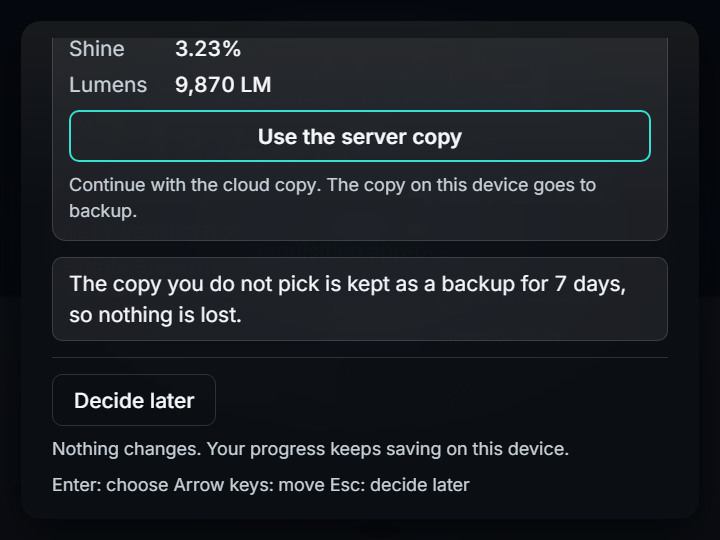 Shine 3.23%
Lumens 9,870 LM
Use the server copy
Continue with the cloud copy. The copy on this device goes to
backup.
The copy you do not pick is kept as a backup for 7 days,
so nothing is lost.
Decide later
Nothing changes. Your progress keeps saving on this device.
Enter: choose Arrow keys: move Esc: decide later